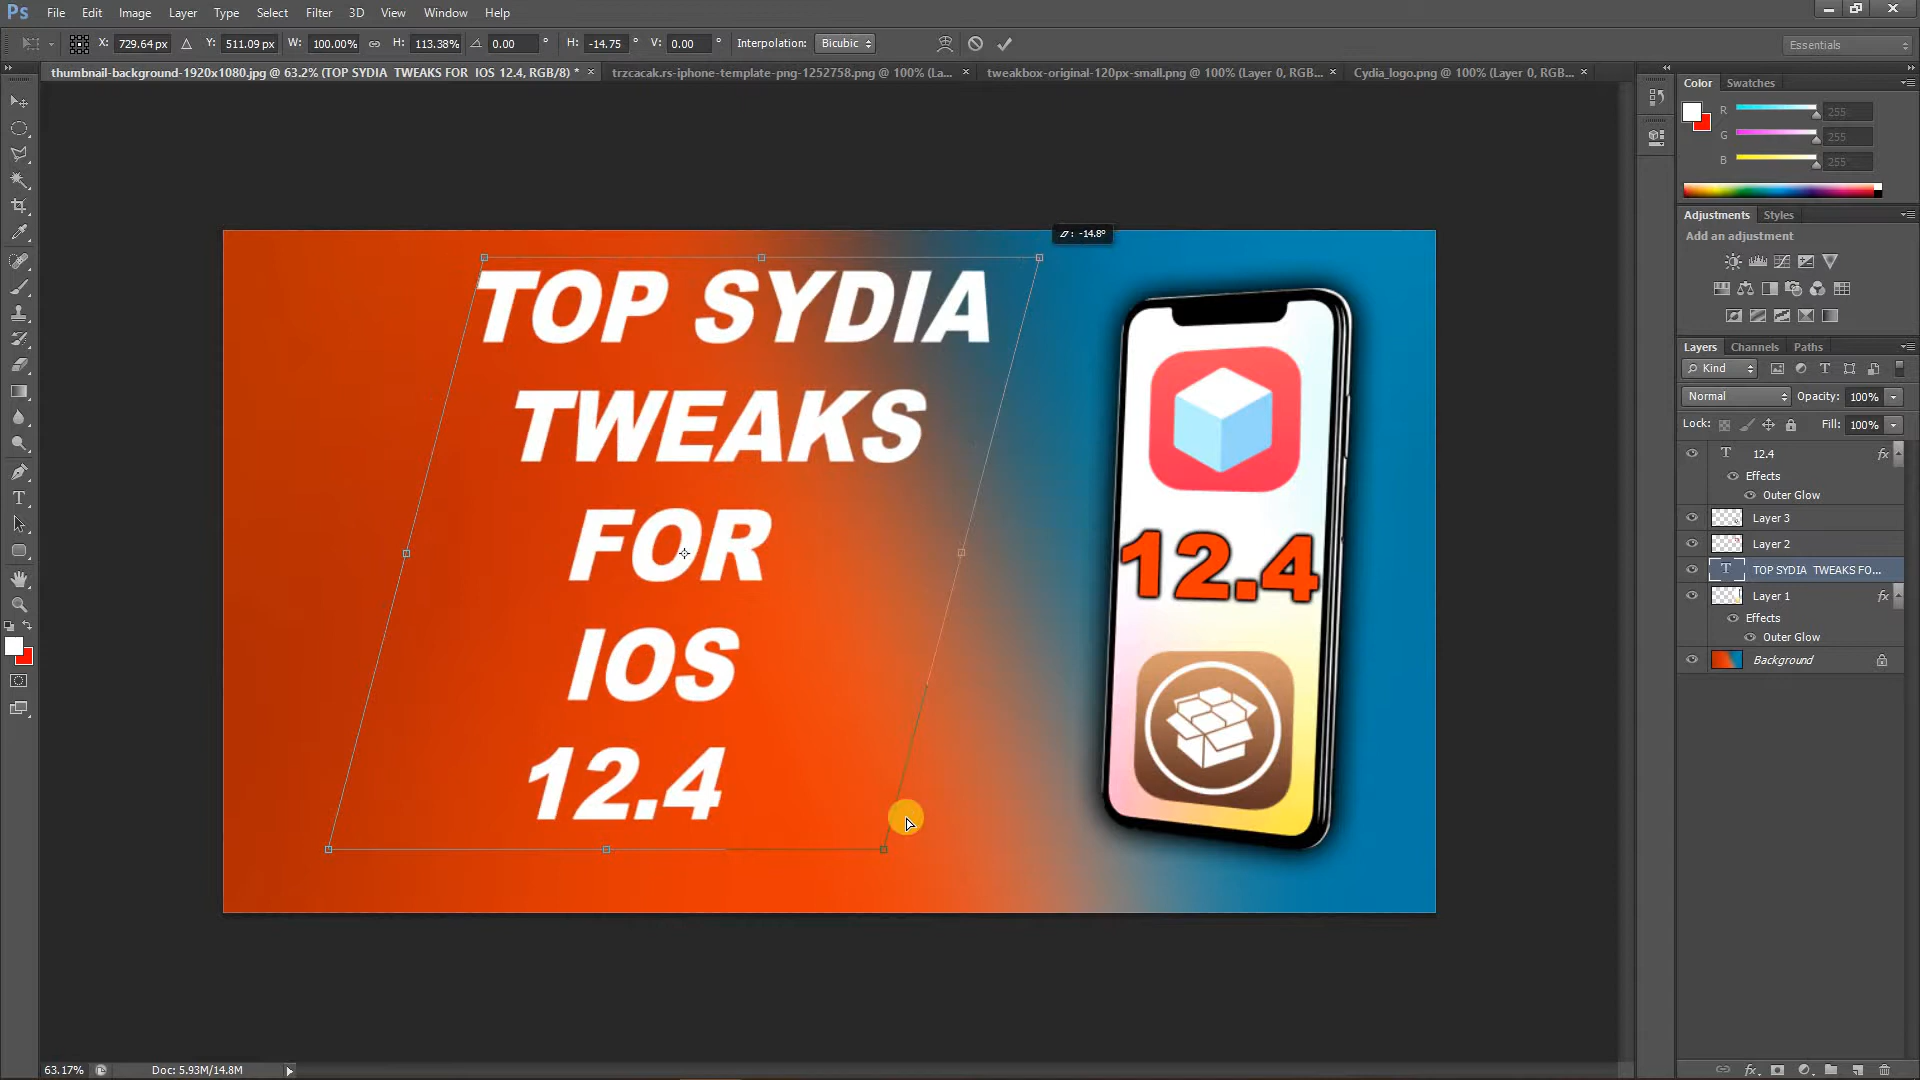 Ps File Edit Image Layer Type Select Filter 3D View Window Help
X: 729.64 px Y: 511.09 px W: 100.00% H: 113.38% 0.00 ° H: -14.75 ° V: 0.00 ° Interpolation: Bicubic Essentials
thumbnail-background-1920x1080.jpg @ 63.2% (TOP SYDIA TWEAKS FOR IOS 12.4, RGB/8) * × trzcacak.rs-iphone-template-png-1252758.png @ 100% (La... × tweakbox-original-120px-small.png @ 100% (Layer 0, RGB... × Cydia_logo.png @ 100% (Layer 0, RGB... ×
Color Swatches
R 255
G 255
B 255
Adjustments Styles
Add an adjustment
Layers Channels Paths
Kind
Normal Opacity: 100%
Lock: Fill: 100%
T 12.4 fx
Effects
Outer Glow
Layer 3
Layer 2
T TOP SYDIA TWEAKS FO...
Layer 1 fx
Effects
Outer Glow
Background
-14.8°
TOP SYDIA
TWEAKS
FOR
IOS
12.4
12.4
63.17% Doc: 5.93M/14.8M
fx